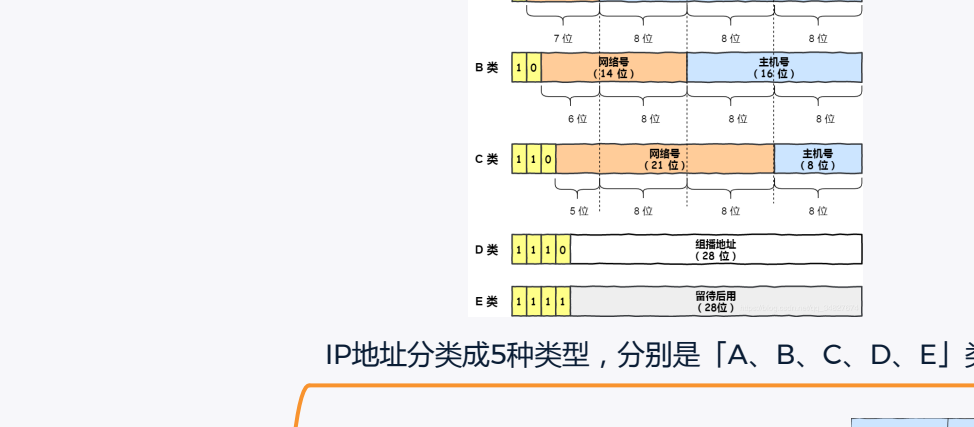 7 位 8 位 8 位 8 位
B 类 1 0 网络号 主机号
(14 位) (16 位)
6 位 8 位 8 位 8 位
C 类 1 1 0 网络号 主机号
(21 位) (8 位)
5 位 8 位 8 位 8 位
D 类 1 1 1 0 组播地址
(28 位)
E 类 1 1 1 1 留待后用
(28位)
IP地址分类成5种类型，分别是「A、B、C、D、E」